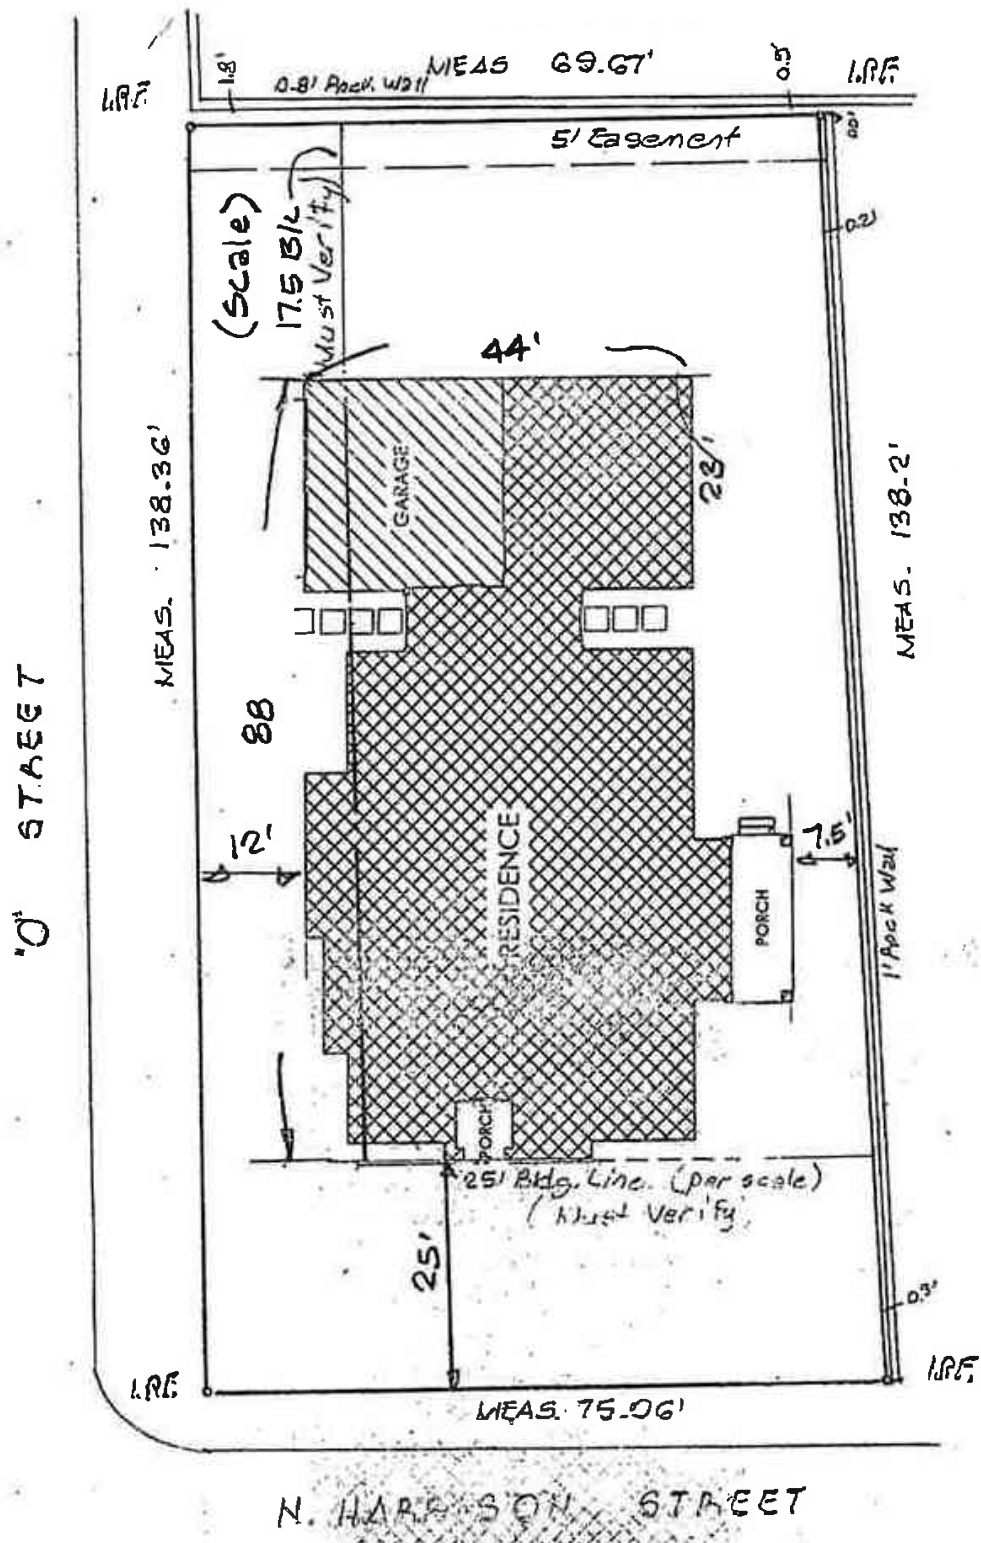 MEAS 69.67'
1.8'
0.8' Rock Wall
0.5'
I.P.F.
I.P.F.
5' Easement
0.0'
(scale)
17.5 B/L
(Must Verify)
0.2'
44'
GARAGE
23'
MEAS. 138.36'
MEAS. 138.2'
88
"O" STREET
12'
RESIDENCE
PORCH
7.5'
1' Rock Wall
PORCH
25' Bldg. Line. (per scale)
(Must Verify)
25'
0.3'
I.P.F.
I.P.F.
MEAS. 75.06'
N. HARRISON STREET